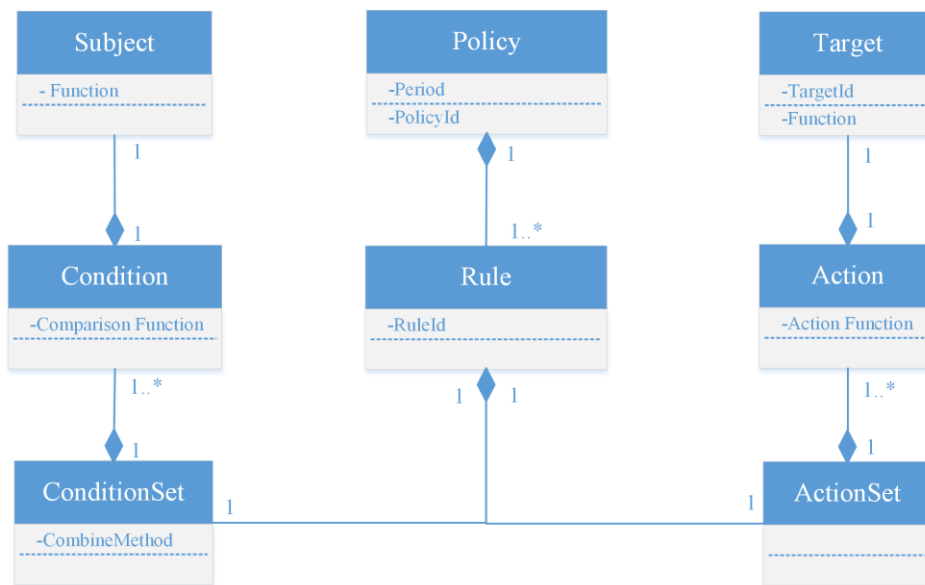 Subject
Policy
Target
- Function
-Period
-PolicyId
-TargetId
-Function
1
1
1
1
1..*
1
Condition
Rule
Action
-Comparison Function
-RuleId
-Action Function
1..*
1
1
1..*
1
1
ConditionSet
1
1
ActionSet
-CombineMethod